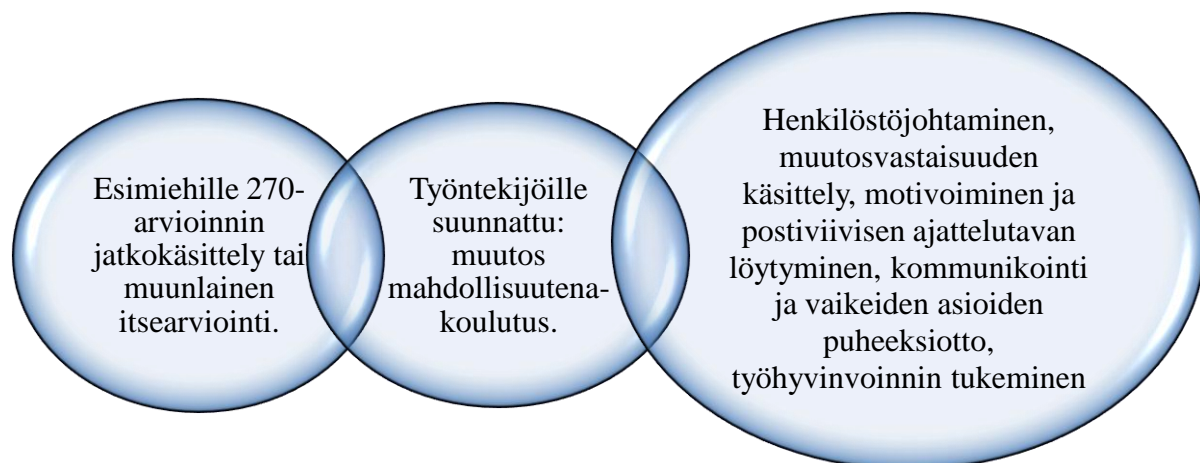 Esimiehille 270-
arvioinnin
jatkokäsittely tai
muunlainen
itsearviointi.
Työntekijöille
suunnattu:
muutos
mahdollisuutena-
koulutus.
Henkilöstöjohtaminen,
muutosvastaisuuden
käsittely, motivoiminen ja
postiviivisen ajattelutavan
löytyminen, kommunikointi
ja vaikeiden asioiden
puheeksiotto,
työhyvinvoinnin tukeminen